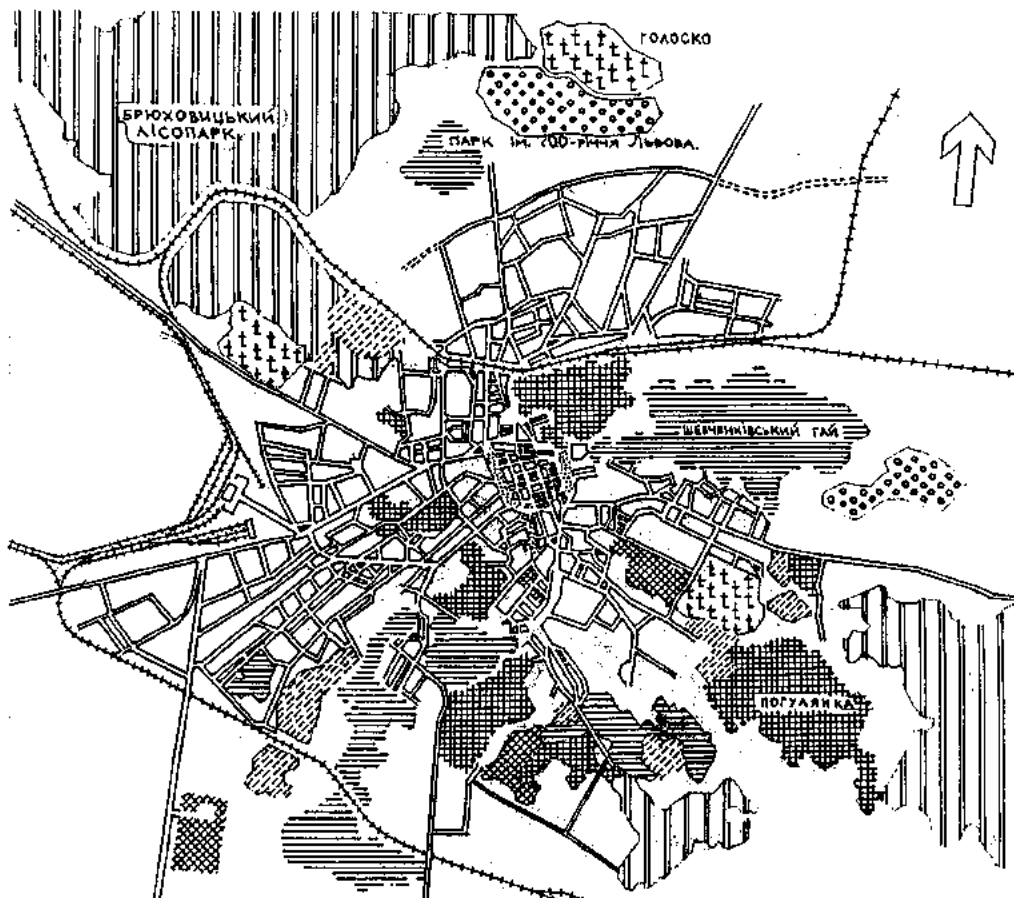 ГОЛОСКО
БРЮХОВИЦЬКИЙ
ЛІСОПАРК
ПАРК ІМ. 700-РІЧЧЯ ЛЬВОВА.
ШЕВЧЕНКІВСЬКИЙ ГАЙ
ПОГУЛЯНКА